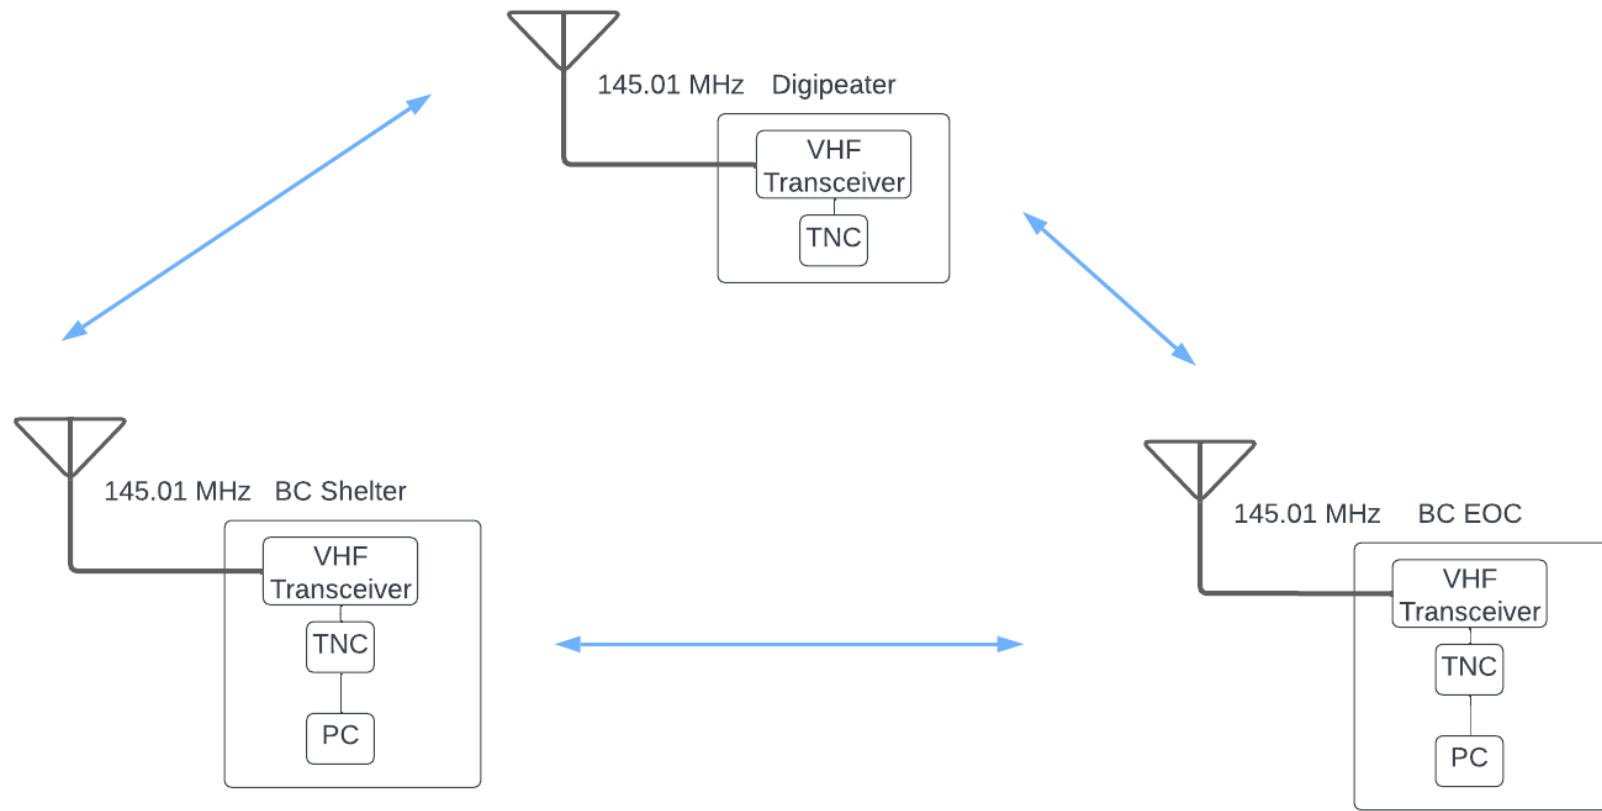 145.01 MHz Digipeater
VHF
Transceiver
TNC
145.01 MHz BC Shelter
VHF
Transceiver
TNC
PC
145.01 MHz BC EOC
VHF
Transceiver
TNC
PC